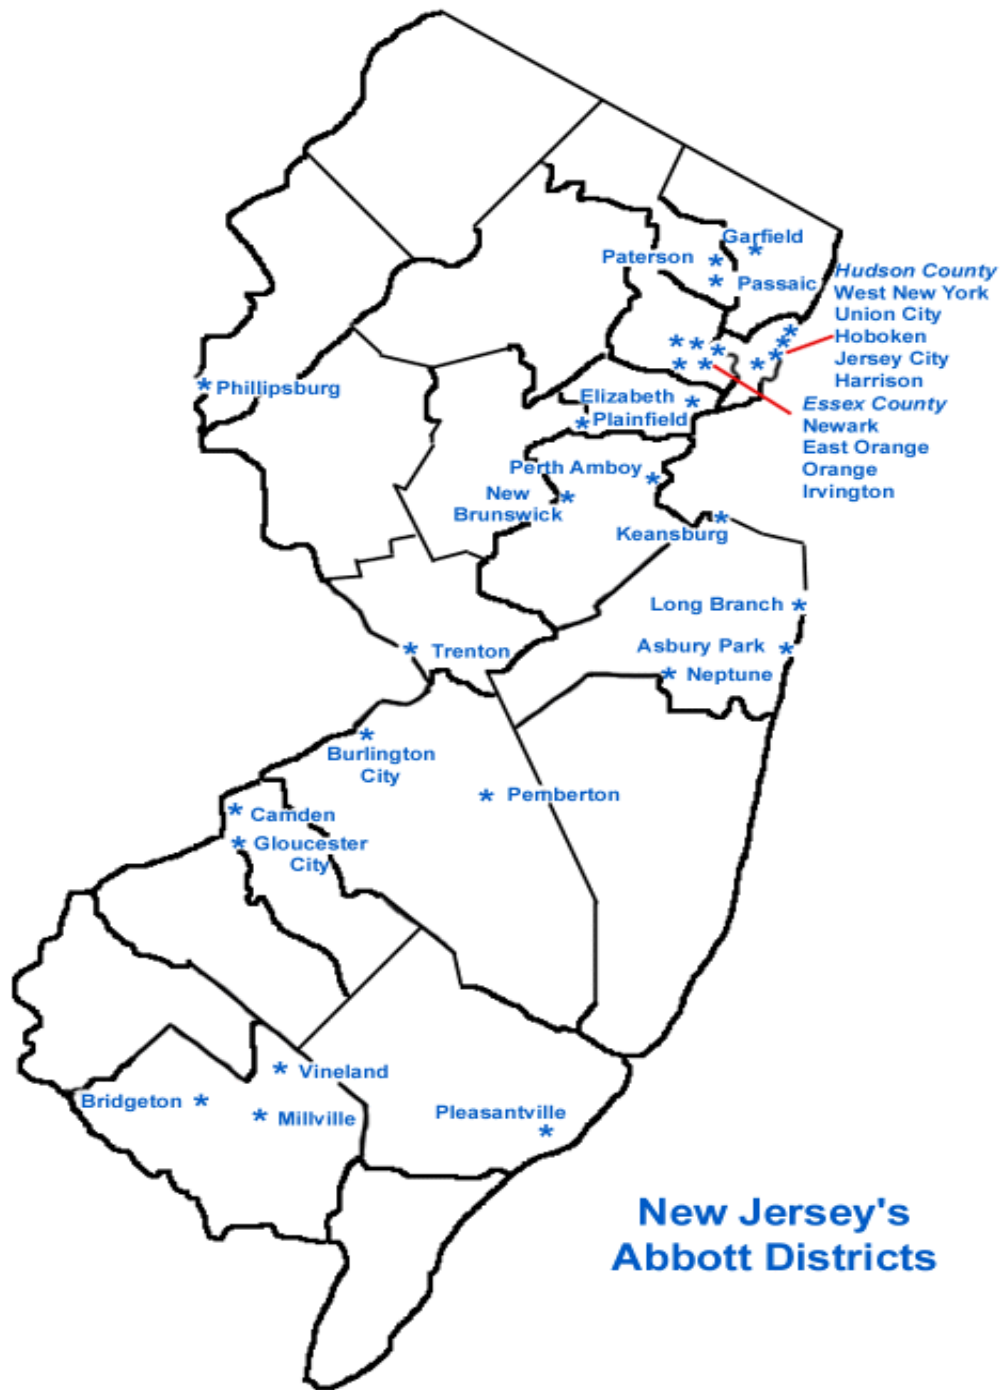 Garfield
Paterson
Passaic
Hudson County
West New York
Union City
Hoboken
Jersey City
Harrison
Essex County
Newark
East Orange
Orange
Irvington
Phillipsburg
Elizabeth
Plainfield
Perth Amboy
New
Brunswick
Keansburg
Long Branch
Asbury Park
Neptune
Trenton
Burlington
City
Pemberton
Camden
Gloucester
City
Vineland
Bridgeton
Millville
Pleasantville
New Jersey's
Abbott Districts